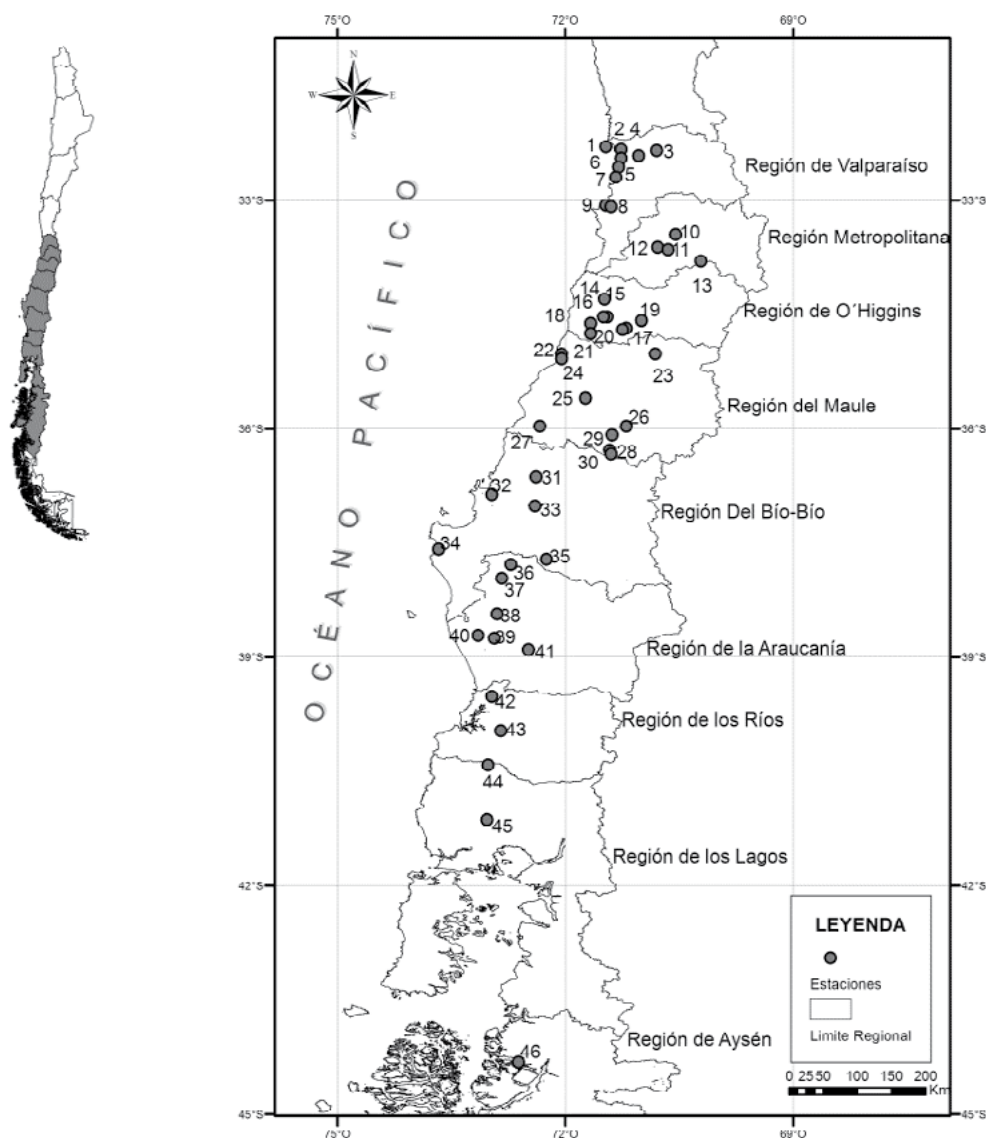 75°O 72°O 69°O
N
W E
S
2 4
1
3
6
5
7
Región de Valparaíso
33°S 33°S
9 8
10
Región Metropolitana
12 11
13
14
15
16
19
18
Región de O´Higgins
20 17
22 21
24 23
25
Región del Maule
26
36°S 36°S
27 29 28
30
31
32
33
Región Del Bío-Bío
34
35
36
37
38
40 39
41
Región de la Araucanía
39°S 39°S
42
Región de los Ríos
43
44
45
Región de los Lagos
42°S 42°S
46
Región de Aysén
45°S 45°S
75°O 72°O 69°O
OCÉANO PACÍFICO
LEYENDA
Estaciones
Limite Regional
0 25 50 100 150 200
Km